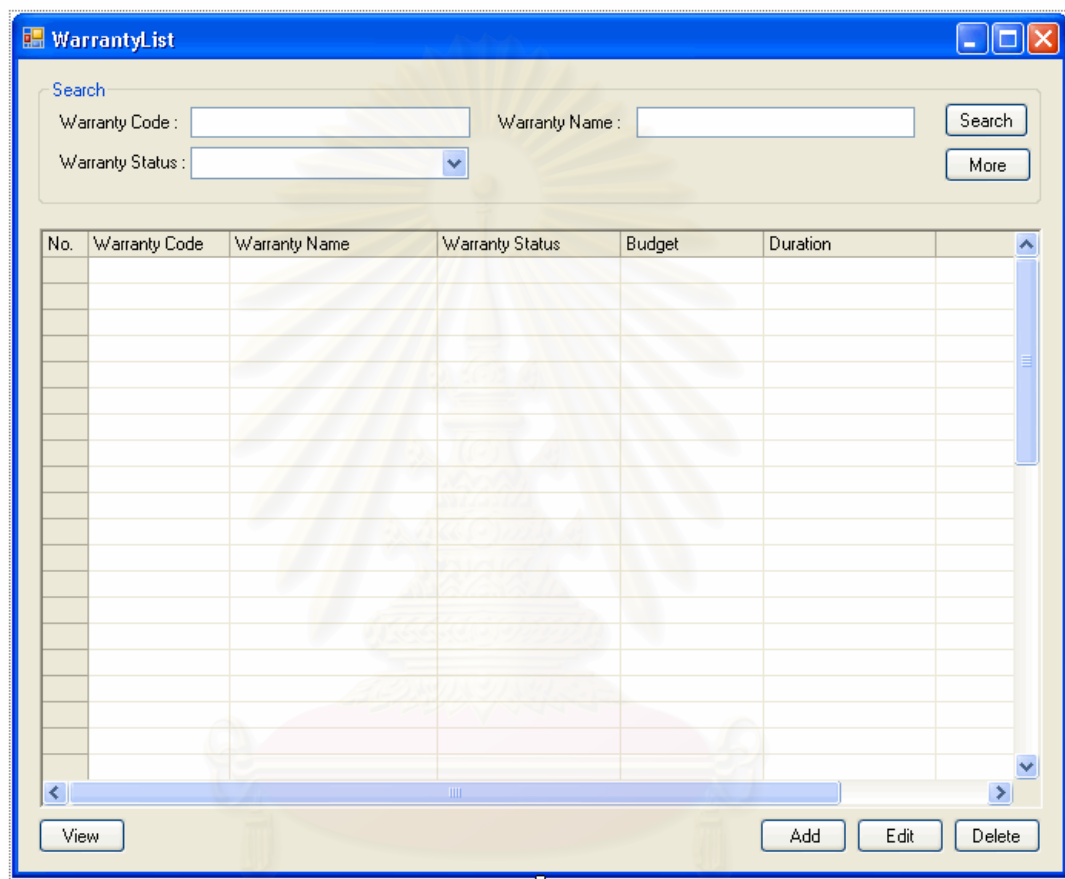 WarrantyList
Search
Warranty Code : Warranty Name : Search
Warranty Status : More
No. Warranty Code Warranty Name Warranty Status Budget Duration
View Add Edit Delete